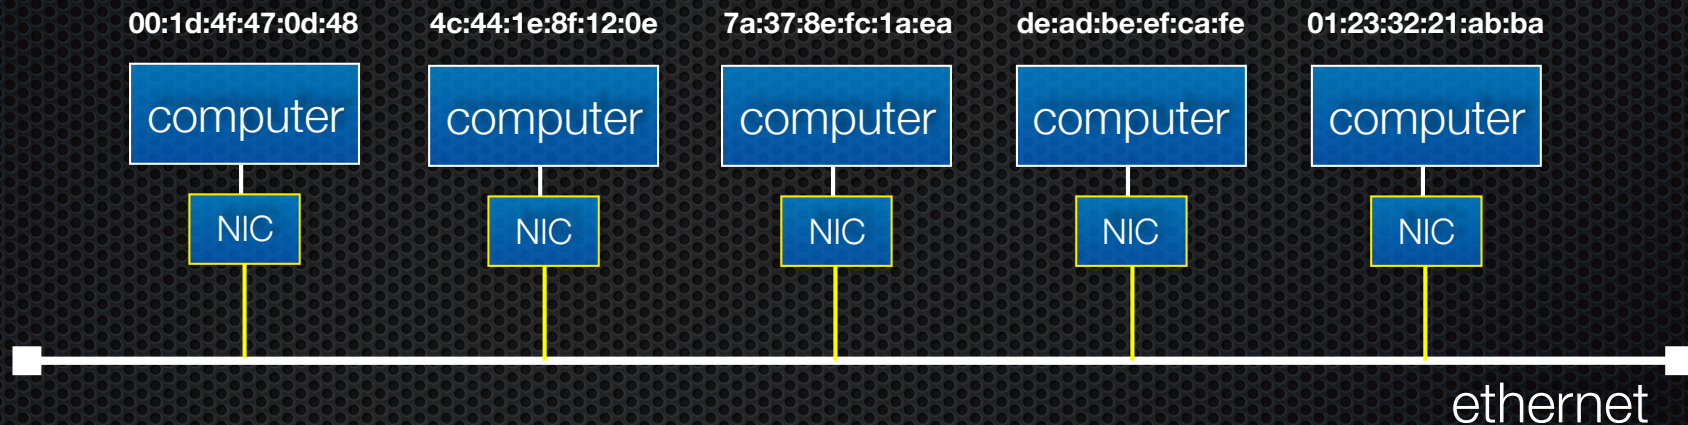 00:1d:4f:47:0d:48 4c:44:1e:8f:12:0e 7a:37:8e:fc:1a:ea de:ad:be:ef:ca:fe 01:23:32:21:ab:ba
computer computer computer computer computer
NIC NIC NIC NIC NIC
ethernet